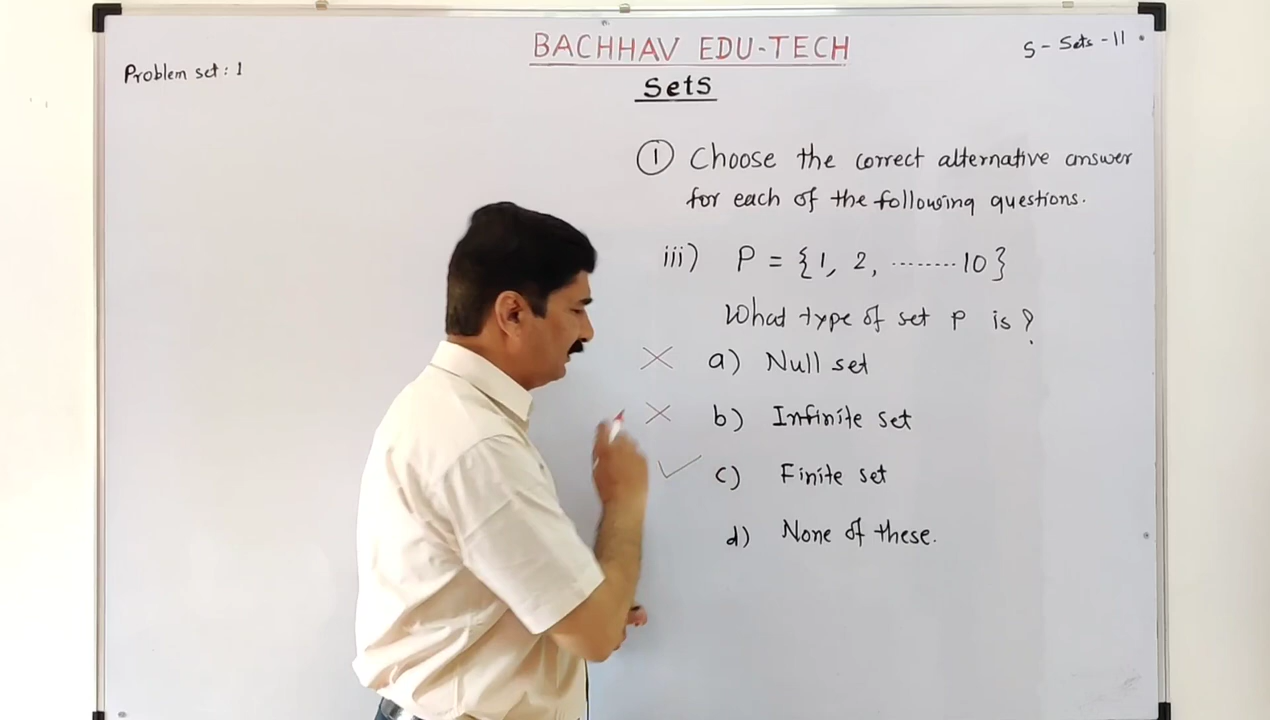 BACHHAV EDU-TECH
S - Sets - 11
Problem set : 1
Sets
① Choose the correct alternative answer
for each of the following questions.
iii) P = {1, 2, ........ 10}
What type of set P is ?
a) Null set
b) Infinite set
c) Finite set
d) None of these.